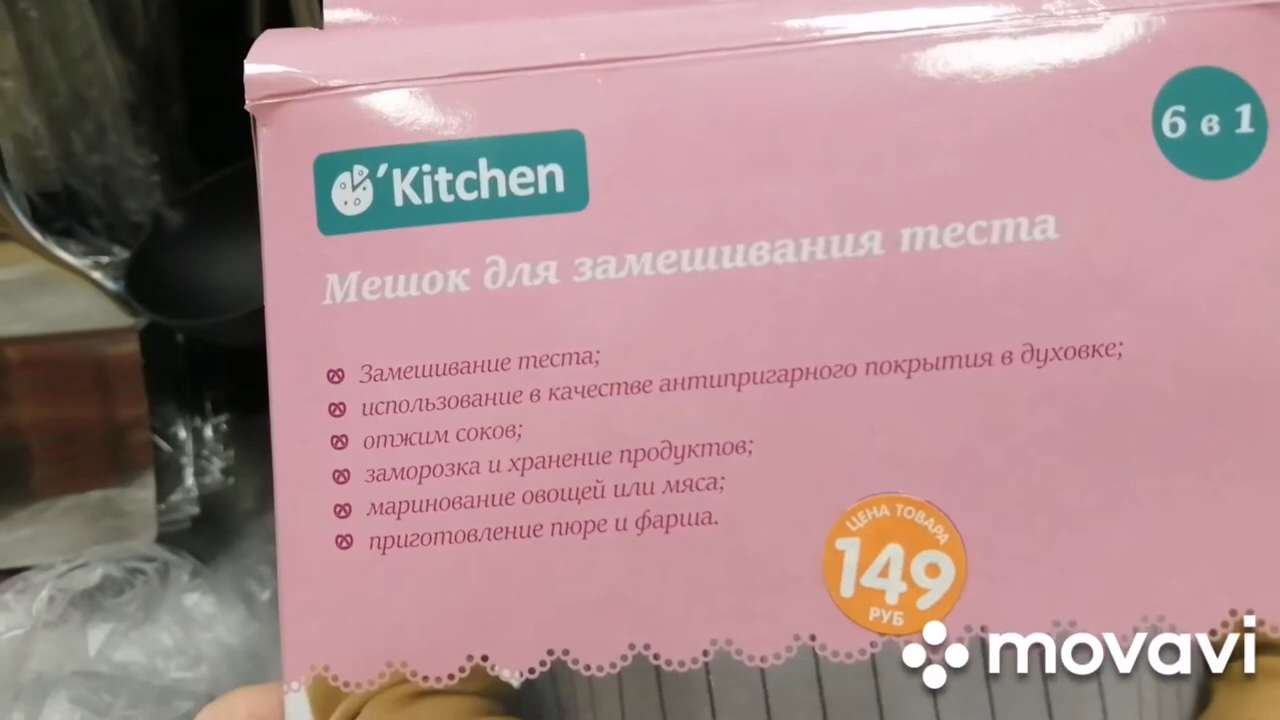 6 в 1
'Kitchen
Мешок для замешивания теста
Замешивание теста;
использование в качестве антипригарного покрытия в духовке;
отжим соков;
заморозка и хранение продуктов;
маринование овощей или мяса;
приготовление пюре и фарша.
ЦЕНА ТОВАРА
149
РУБ
movavi